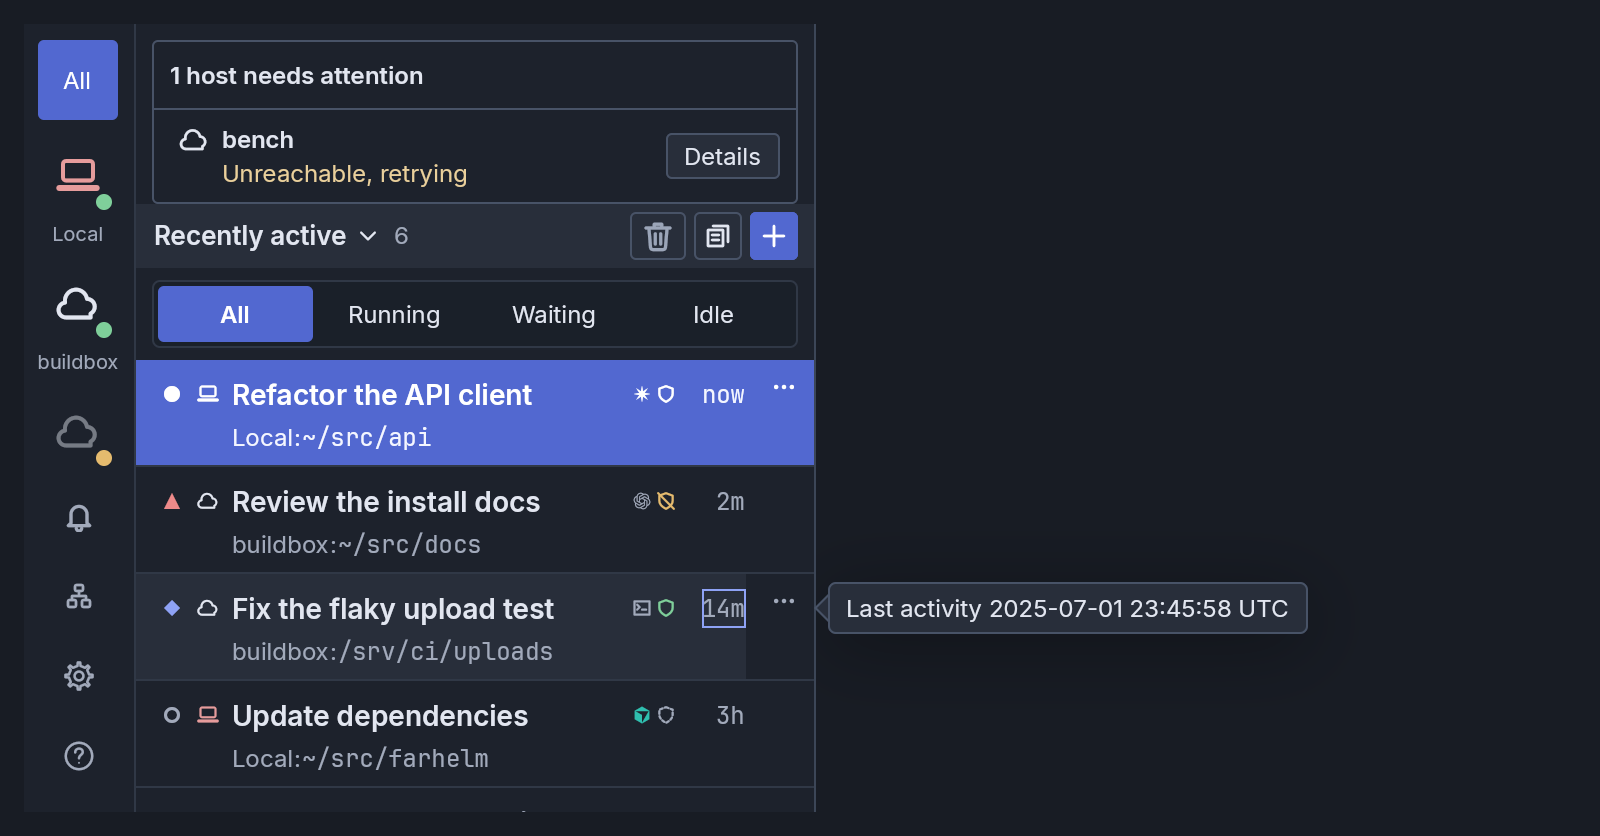 All
Local
buildbox
1 host needs attention
bench
Unreachable, retrying
Details
Recently active 6
All Running Waiting Idle
Refactor the API client now
Local:~/src/api
Review the install docs 2m
buildbox:~/src/docs
Fix the flaky upload test 14m
buildbox:/srv/ci/uploads
Last activity 2025-07-01 23:45:58 UTC
Update dependencies 3h
Local:~/src/farhelm